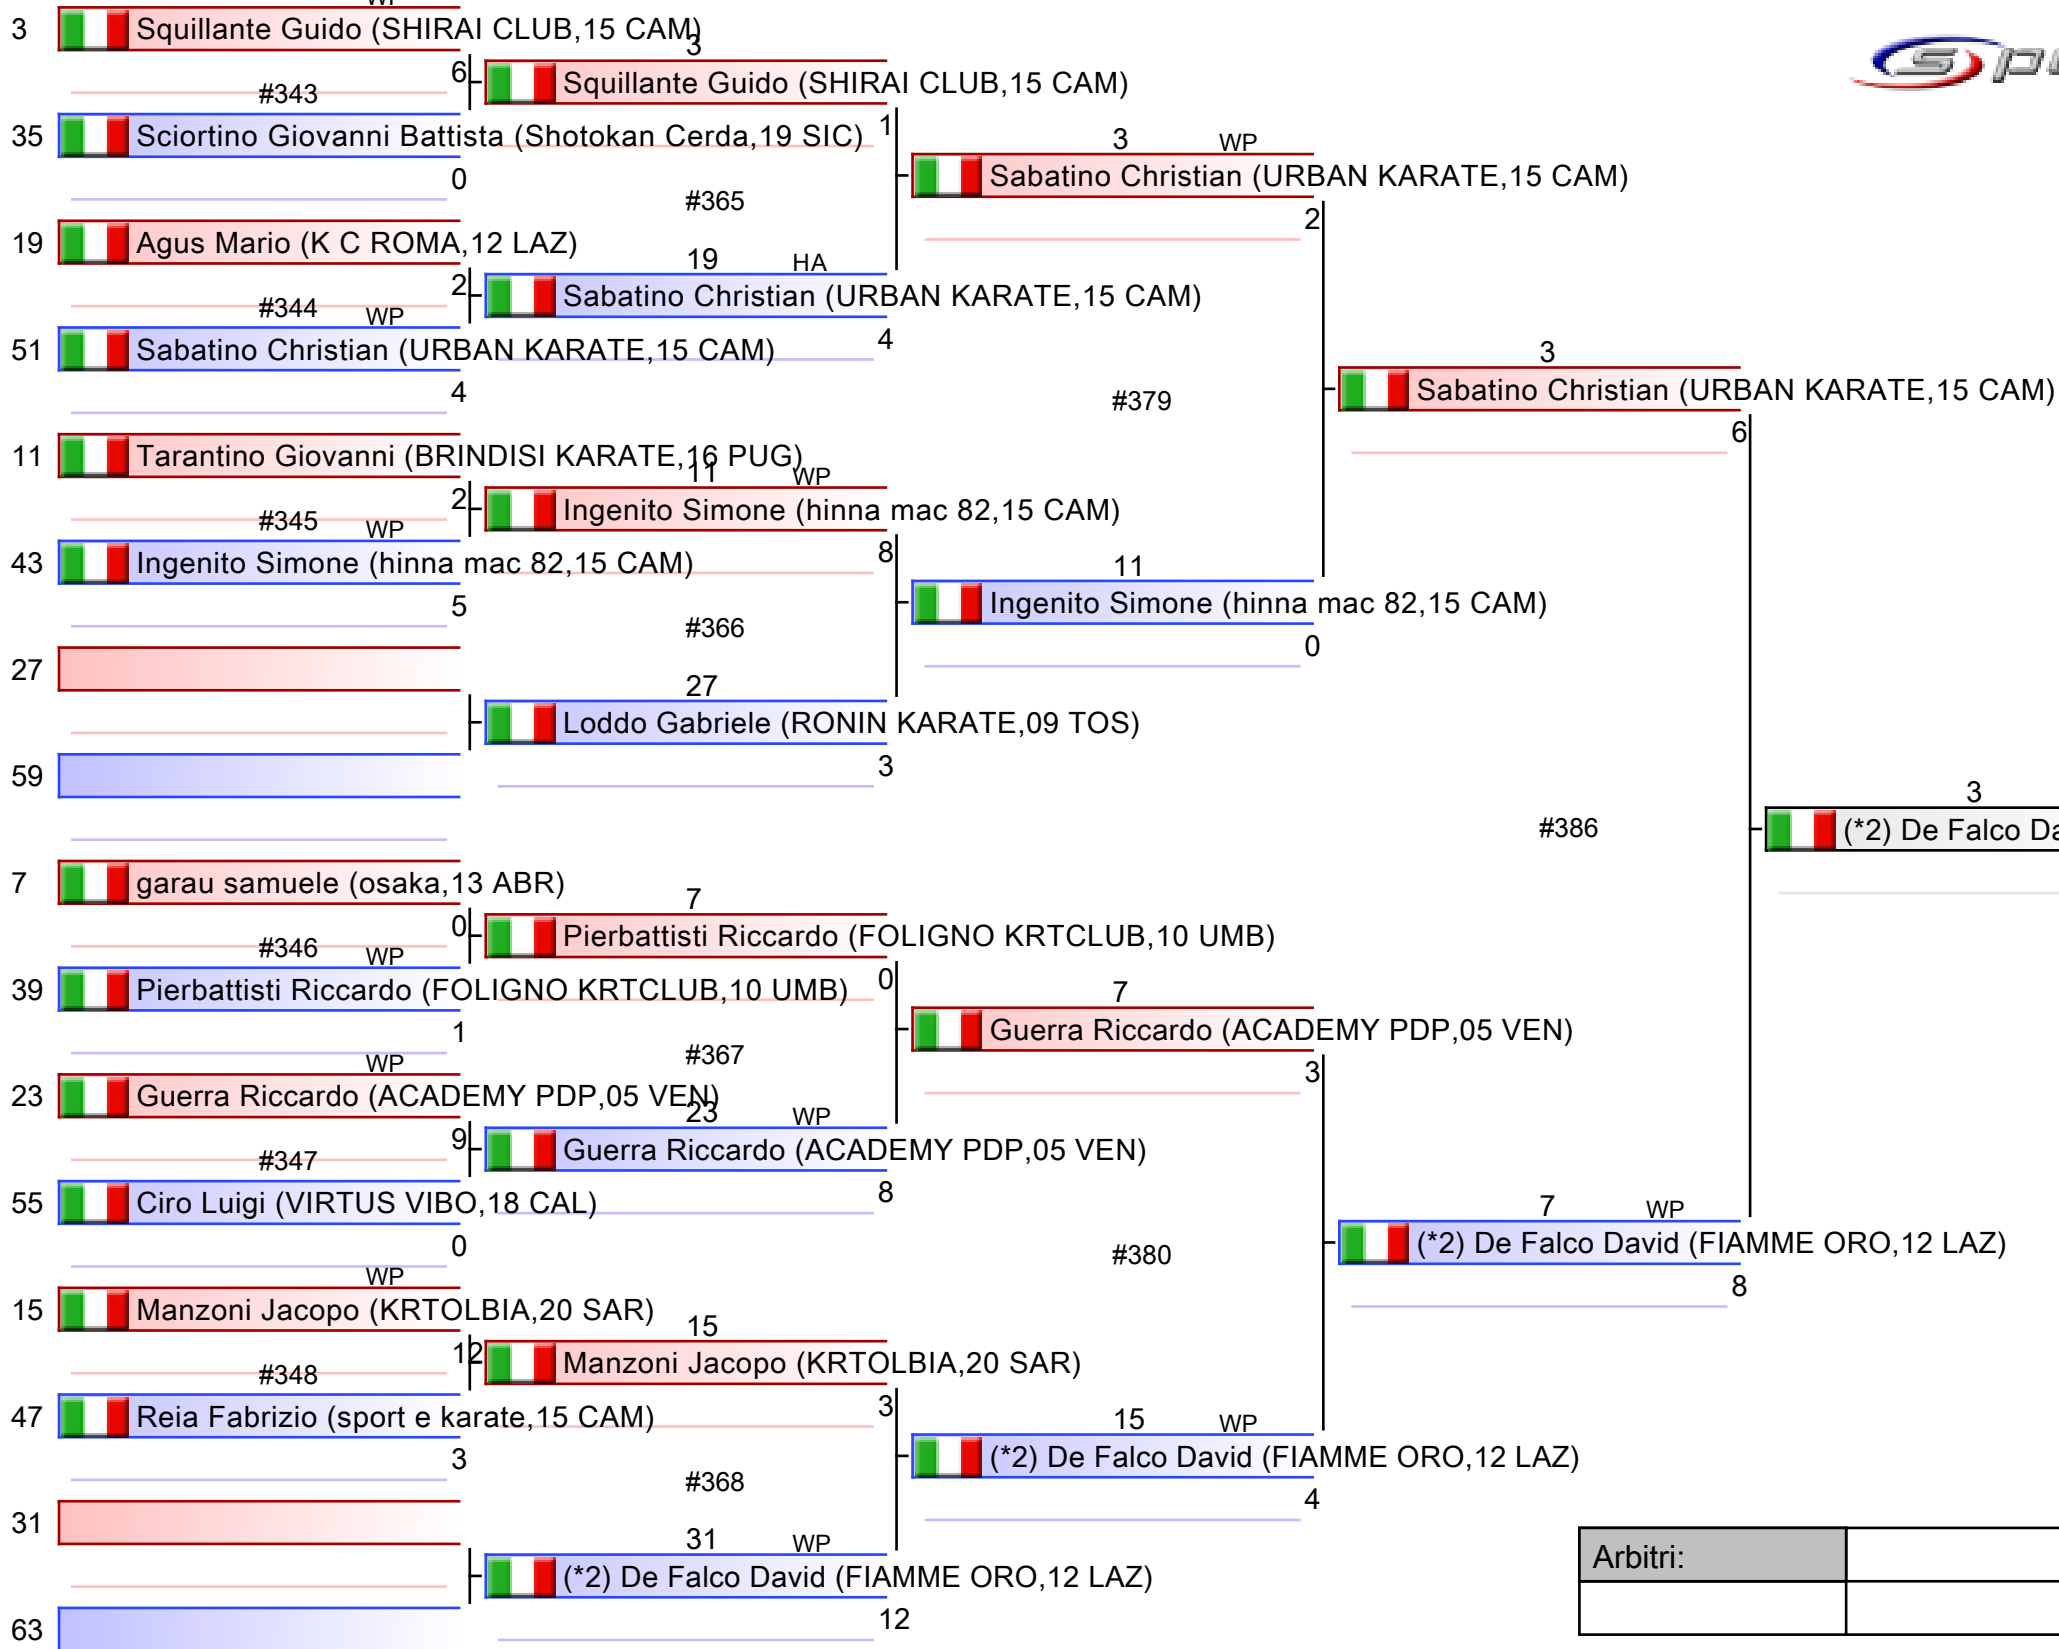 WP
3 Squillante Guido (SHIRAI CLUB,15 CAM)
6
#343
35 Sciortino Giovanni Battista (Shotokan Cerda,19 SIC)
0
19 Agus Mario (K C ROMA,12 LAZ)
2
#344 WP
51 Sabatino Christian (URBAN KARATE,15 CAM)
4
11 Tarantino Giovanni (BRINDISI KARATE,16 PUG)
2
#345 WP
43 Ingenito Simone (hinna mac 82,15 CAM)
5
27
59
7 garau samuele (osaka,13 ABR)
0
#346 WP
39 Pierbattisti Riccardo (FOLIGNO KRTCLUB,10 UMB)
1
WP
23 Guerra Riccardo (ACADEMY PDP,05 VEN)
9
#347
55 Ciro Luigi (VIRTUS VIBO,18 CAL)
0
WP
15 Manzoni Jacopo (KRTOLBIA,20 SAR)
12
#348
47 Reia Fabrizio (sport e karate,15 CAM)
3
31
63
3
Squillante Guido (SHIRAI CLUB,15 CAM)
1
#365
19 HA
Sabatino Christian (URBAN KARATE,15 CAM)
4
11 WP
Ingenito Simone (hinna mac 82,15 CAM)
8
#366
27
Loddo Gabriele (RONIN KARATE,09 TOS)
3
7
Pierbattisti Riccardo (FOLIGNO KRTCLUB,10 UMB)
0
#367
23 WP
Guerra Riccardo (ACADEMY PDP,05 VEN)
8
15
Manzoni Jacopo (KRTOLBIA,20 SAR)
3
#368
31 WP
(*2) De Falco David (FIAMME ORO,12 LAZ)
12
3 WP
Sabatino Christian (URBAN KARATE,15 CAM)
2
#379
11
Ingenito Simone (hinna mac 82,15 CAM)
0
7
Guerra Riccardo (ACADEMY PDP,05 VEN)
3
#380
15 WP
(*2) De Falco David (FIAMME ORO,12 LAZ)
4
3
Sabatino Christian (URBAN KARATE,15 CAM)
6
#386
7 WP
(*2) De Falco David (FIAMME ORO,12 LAZ)
8
3
(*2) De Falco
Arbitri: